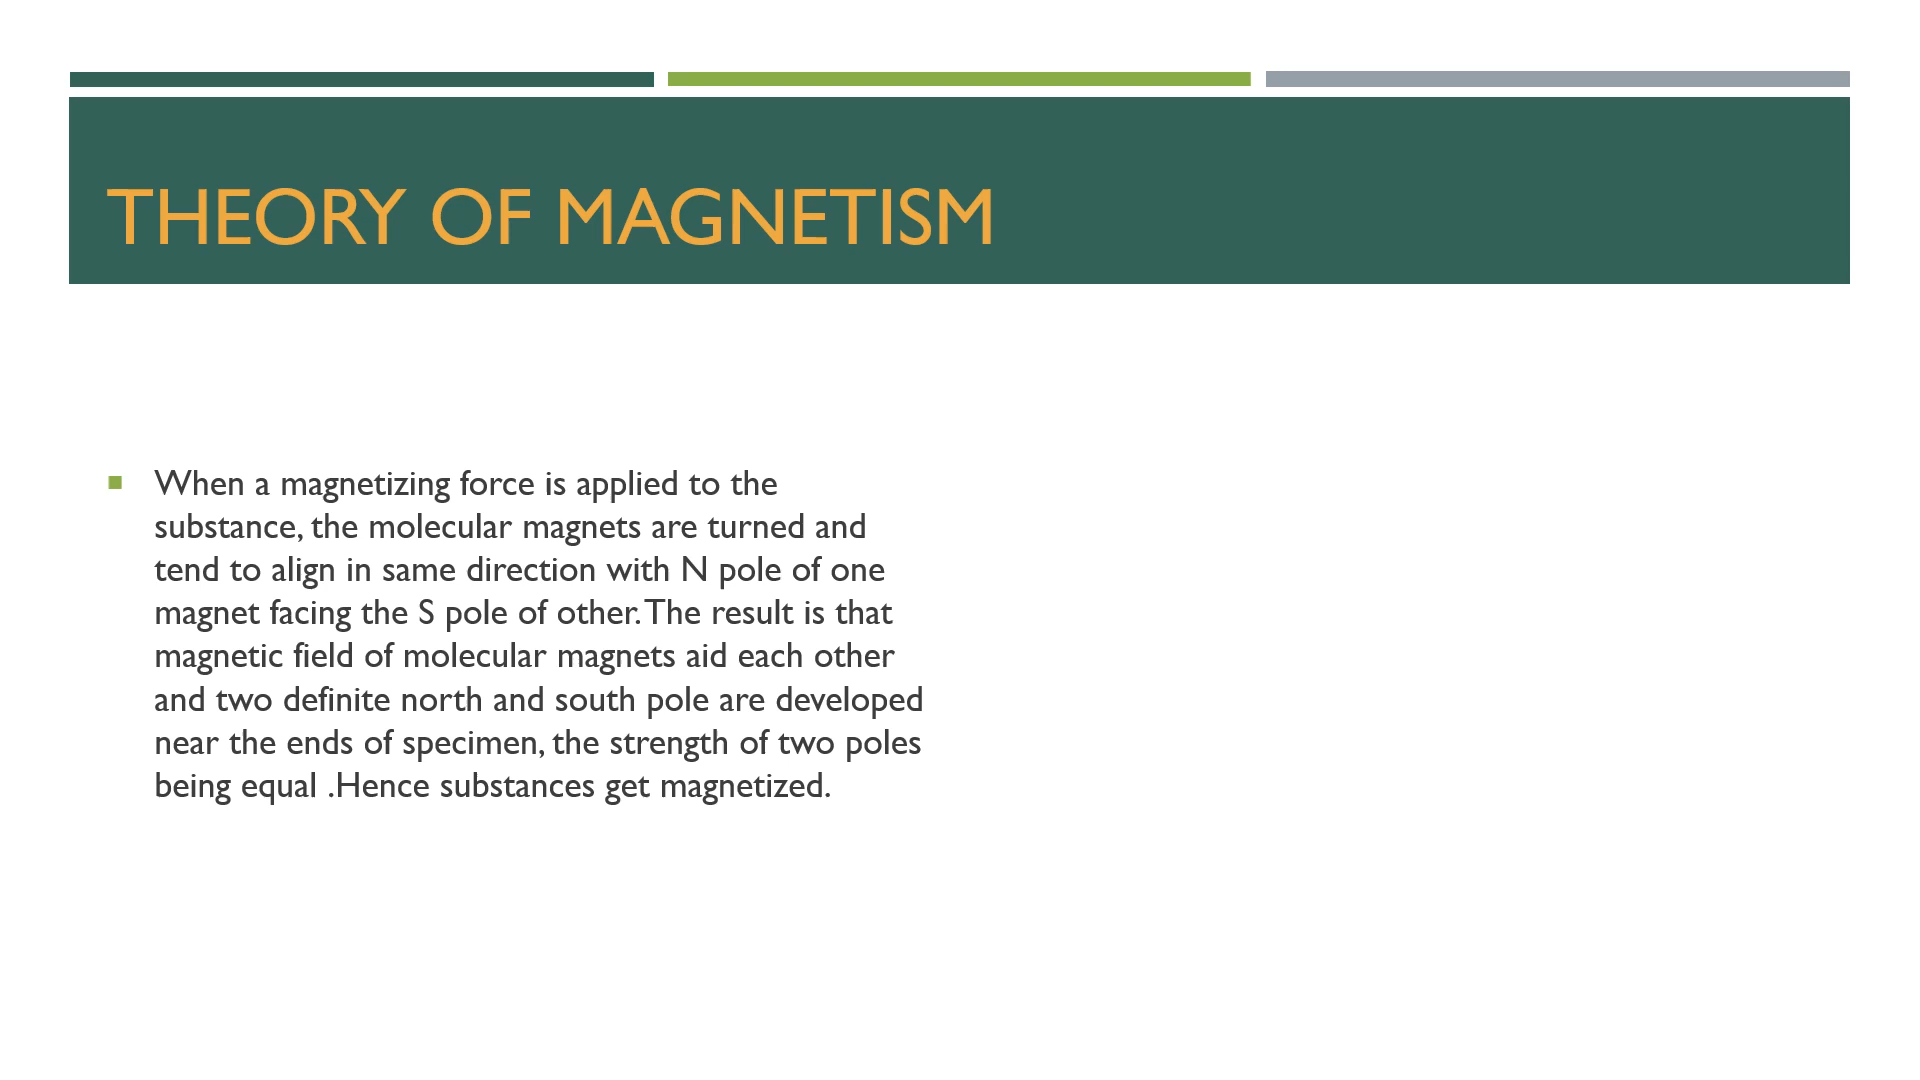 THEORY OF MAGNETISM
When a magnetizing force is applied to the
substance, the molecular magnets are turned and
tend to align in same direction with N pole of one
magnet facing the S pole of other. The result is that
magnetic field of molecular magnets aid each other
and two definite north and south pole are developed
near the ends of specimen, the strength of two poles
being equal .Hence substances get magnetized.